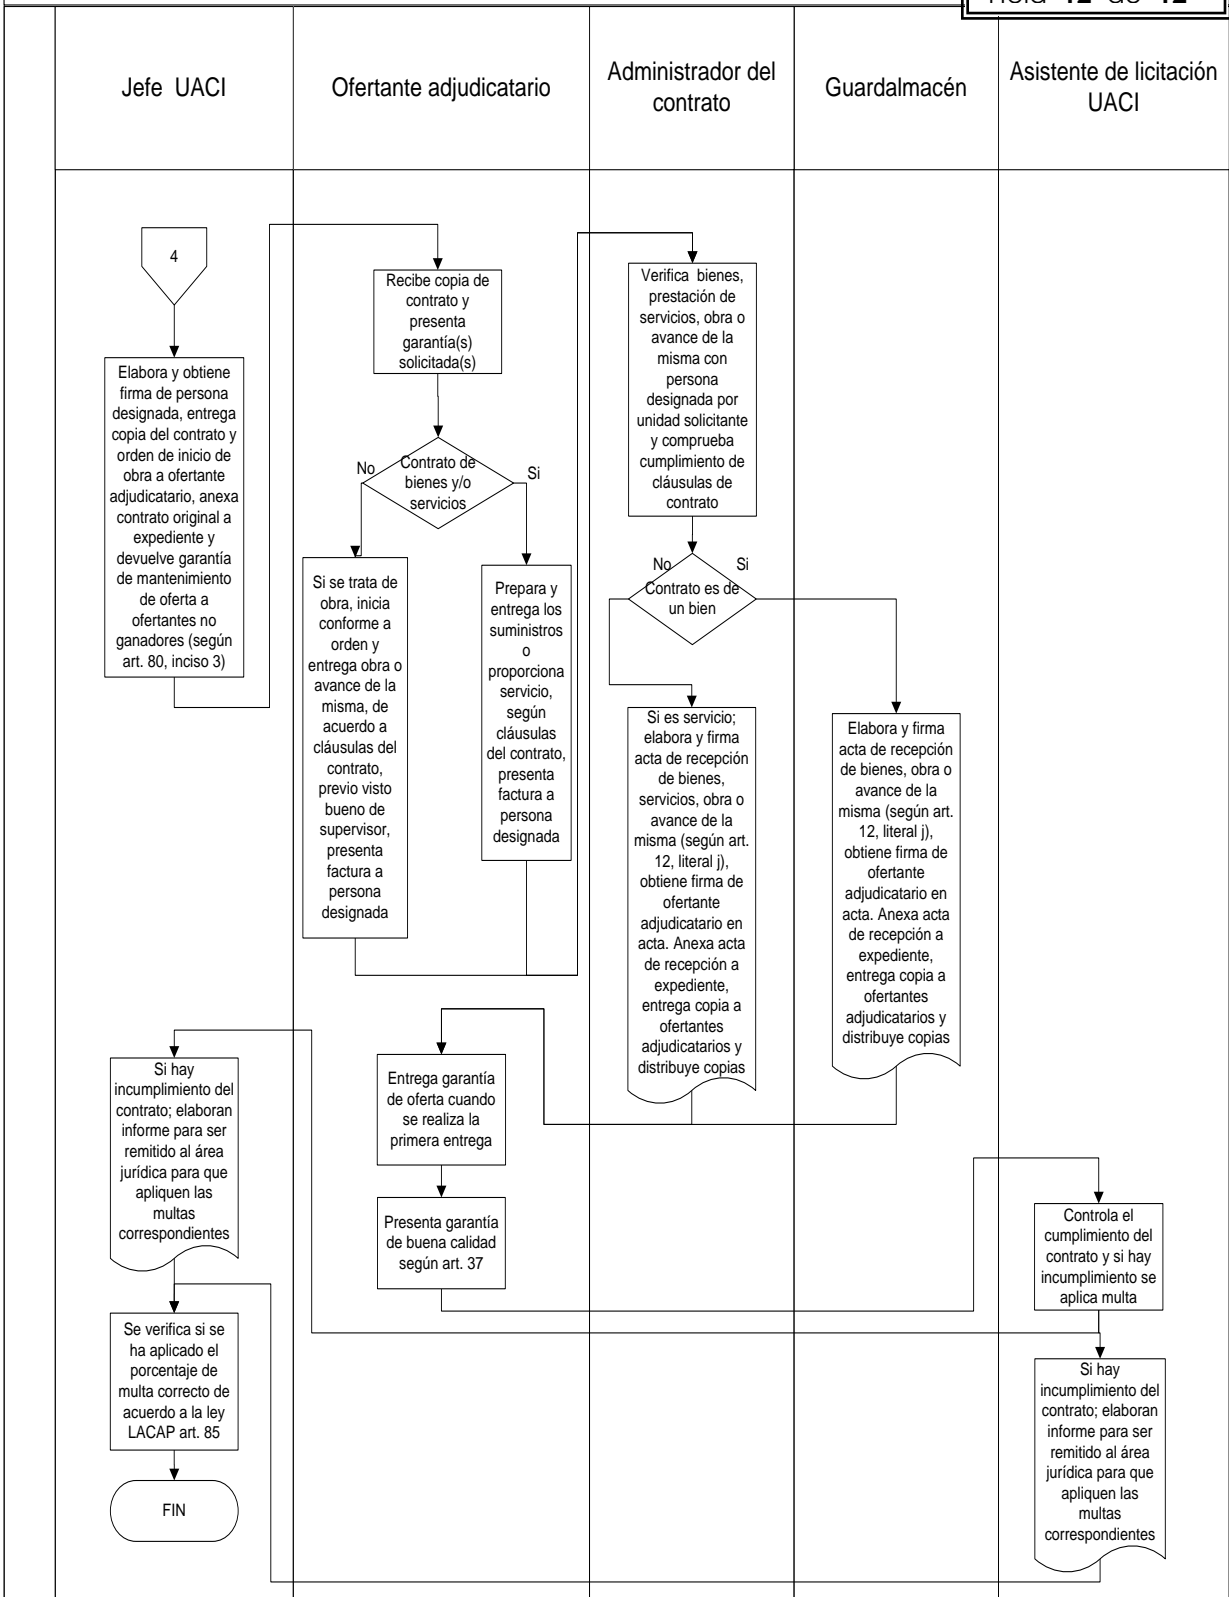 Hoja 12 de 12
Jefe UACI
Ofertante adjudicatario
Administrador del
contrato
Guardalmacén
Asistente de licitación
UACI
4
Elabora y obtiene
firma de persona
designada, entrega
copia del contrato y
orden de inicio de
obra a ofertante
adjudicatario, anexa
contrato original a
expediente y
devuelve garantía
de mantenimiento
de oferta a
ofertantes no
ganadores (según
art. 80, inciso 3)
Recibe copia de
contrato y
presenta
garantía(s)
solicitada(s)
No
Contrato de
bienes y/o
servicios
Si
Si se trata de
obra, inicia
conforme a
orden y
entrega obra o
avance de la
misma, de
acuerdo a
cláusulas del
contrato,
previo visto
bueno de
supervisor,
presenta
factura a
persona
designada
Prepara y
entrega los
suministros
o
proporciona
servicio,
según
cláusulas
del contrato,
presenta
factura a
persona
designada
Verifica bienes,
prestación de
servicios, obra o
avance de la
misma con
persona
designada por
unidad solicitante
y comprueba
cumplimiento de
cláusulas de
contrato
No
Si
Contrato es de
un bien
Si es servicio;
elabora y firma
acta de recepción
de bienes,
servicios, obra o
avance de la
misma (según art.
12, literal j),
obtiene firma de
ofertante
adjudicatario en
acta. Anexa acta
de recepción a
expediente,
entrega copia a
ofertantes
adjudicatarios y
distribuye copias
Elabora y firma
acta de recepción
de bienes, obra o
avance de la
misma (según art.
12, literal j),
obtiene firma de
ofertante
adjudicatario en
acta. Anexa acta
de recepción a
expediente,
entrega copia a
ofertantes
adjudicatarios y
distribuye copias
Entrega garantía
de oferta cuando
se realiza la
primera entrega
Presenta garantía
de buena calidad
según art. 37
Controla el
cumplimiento del
contrato y si hay
incumplimiento se
aplica multa
Si hay
incumplimiento del
contrato; elaboran
informe para ser
remitido al área
jurídica para que
apliquen las
multas
correspondientes
Si hay
incumplimiento del
contrato; elaboran
informe para ser
remitido al área
jurídica para que
apliquen las
multas
correspondientes
Se verifica si se
ha aplicado el
porcentaje de
multa correcto de
acuerdo a la ley
LACAP art. 85
FIN